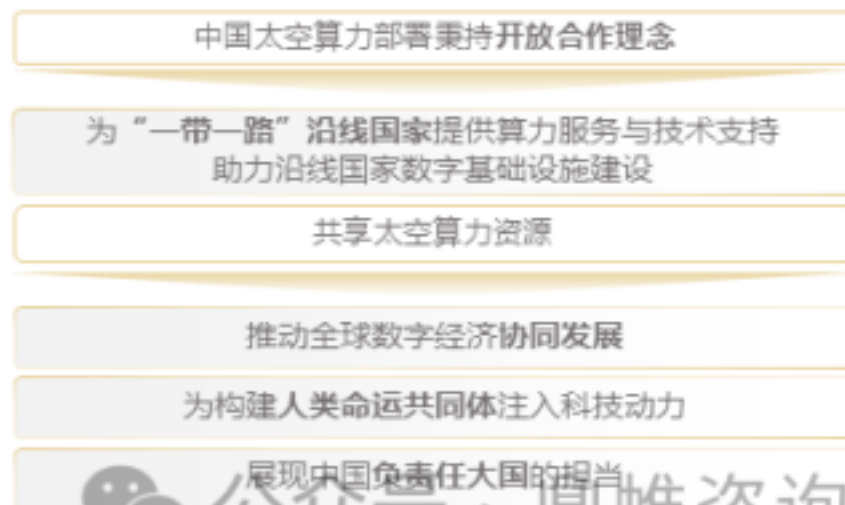 中国太空算力部署秉持开放合作理念
为“一带一路”沿线国家提供算力服务与技术支持
助力沿线国家数字基础设施建设
共享太空算力资源
推动全球数字经济协同发展
为构建人类命运共同体注入科技动力
展现中国负责任大国的担当